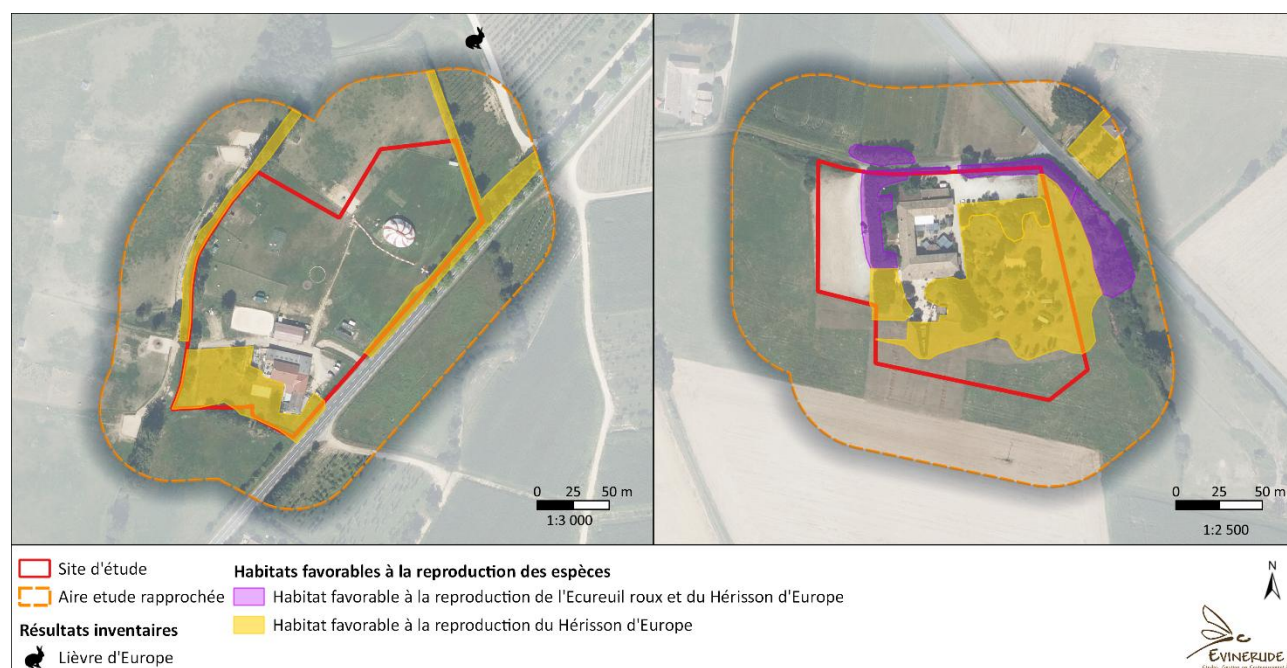 0 25 50 m
1:3 000
0 25 50 m
1:2 500
Site d'étude
Aire etude rapprochée
Résultats inventaires
Lièvre d'Europe
Habitats favorables à la reproduction des espèces
Habitat favorable à la reproduction de l'Ecureuil roux et du Hérisson d'Europe
Habitat favorable à la reproduction du Hérisson d'Europe
N
EVINERUDE